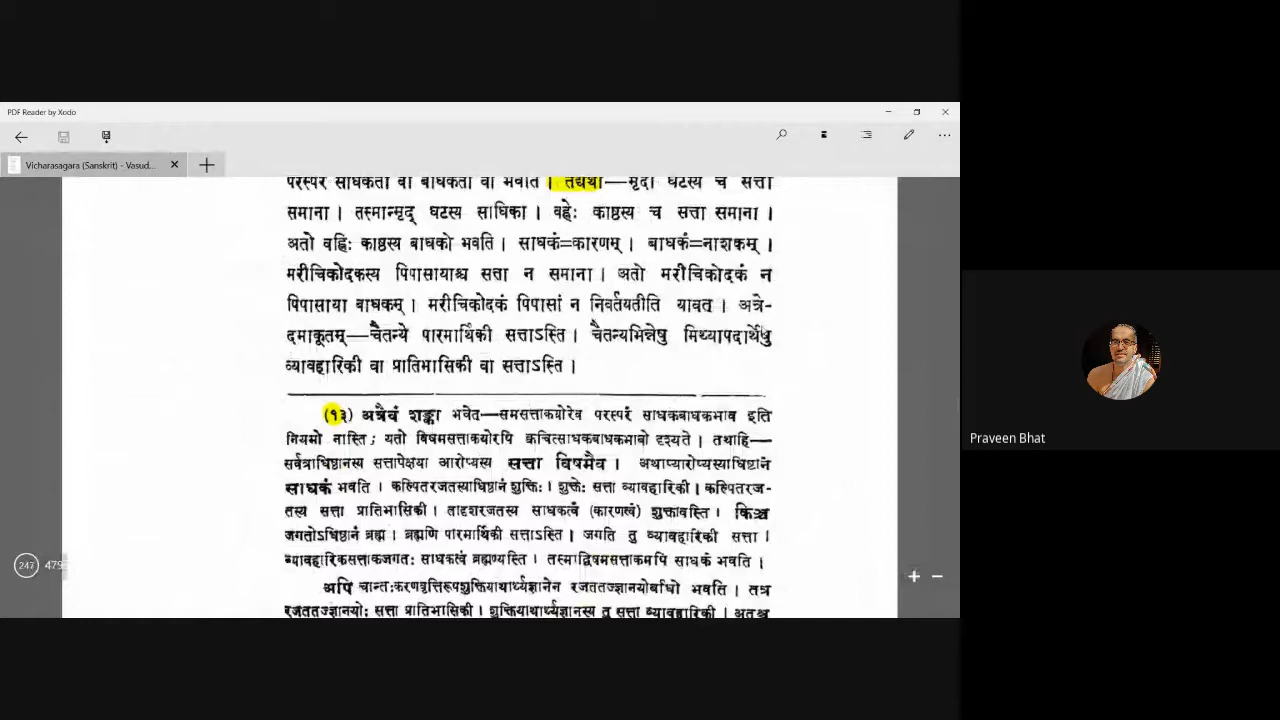 PDF Reader by Xodo
Vicharasagara (Sanskrit) - Vasud...
परस्परं साधकता वा बाधकता वा भवति । तद्यथा—मृदो घटस्य च सत्ता
समाना । तस्मान्मृद् घटस्य साधिका । वह्नेः काष्ठस्य च सत्ता समाना ।
अतो वह्निः काष्ठस्य बाधको भवति । साधकं=कारणम् । बाधकं=नाशकम् ।
मरीचिकोदकस्य पिपासायाश्च सत्ता न समाना । अतो मरीचिकोदकं न
पिपासाया बाधकम् । मरीचिकोदकं पिपासां न निवर्तयतीति यावत् । अत्रे-
दमाकूतम्—चैतन्ये पारमार्थिकी सत्ताऽस्ति । चैतन्यभिन्नेषु मिथ्यापदार्थेषु
व्यावहारिकी वा प्रातिभासिकी वा सत्ताऽस्ति ।
(१३) अत्रैवं शङ्का भवेत—समसत्ताकयोरेव परस्परं साधकबाधकभाव इति
नियमो नास्ति; यतो विषमसत्ताकयोरपि क्वचित्साधकबाधकभावो दृश्यते । तथाहि—
सर्वत्राधिष्ठानस्य सत्तापेक्षया आरोप्यस्य सत्ता विषमैव । अथाप्यारोप्यस्याधिष्ठानं
साधकं भवति । कल्पितरजतस्याधिष्ठानं शुक्तिः । शुक्तेः सत्ता व्यावहारिकी । कल्पितरज-
तस्य सत्ता प्रातिभासिकी । तादृशरजतस्य साधकत्वं (कारणत्वं) शुक्तावस्ति । किञ्च
जगतोऽधिष्ठानं ब्रह्म । ब्रह्मणि पारमार्थिकी सत्ताऽस्ति । जगति तु व्यावहारिकी सत्ता ।
व्यावहारिकसत्ताकजगतः साधकत्वं ब्रह्मण्यस्ति । तस्माद्विषमसत्ताकमपि साधकं भवति ।
अपि चान्तःकरणवृत्तिरूपशुक्तियाथार्थ्यज्ञानेन रजततज्ज्ञानयोर्बाधो भवति । तत्र
रजततज्ज्ञानयोः सत्ता प्रातिभासिकी । शुक्तियाथार्थ्यज्ञानस्य तु सत्ता व्यावहारिकी । अतश्च
247 479
Praveen Bhat